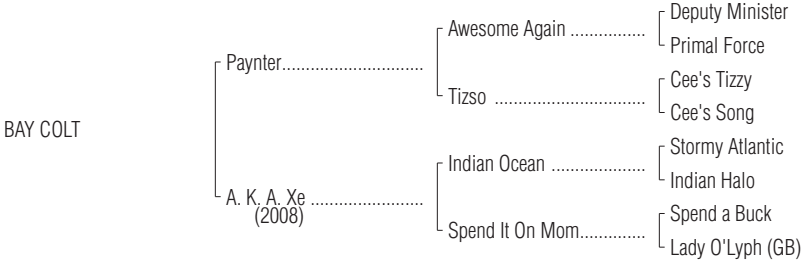 Deputy Minister
Awesome Again ................
Primal Force
Paynter.............................
Cee's Tizzy
Tizso ...............................
Cee's Song
BAY COLT
Stormy Atlantic
Indian Ocean ...................
Indian Halo
A. K. A. Xe .......................
(2008)
Spend a Buck
Spend It On Mom..............
Lady O'Lyph (GB)